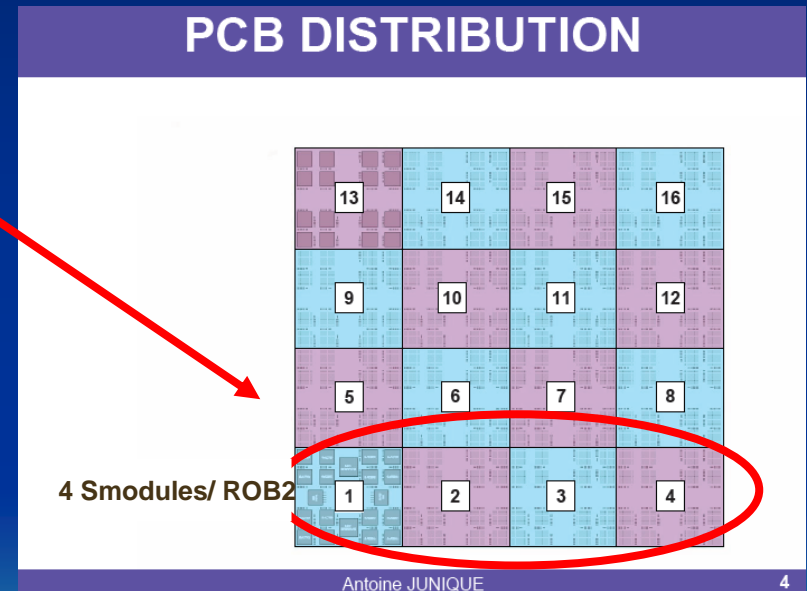 PCB DISTRIBUTION
13 14 15 16
9 10 11 12
5 6 7 8
4 Smodules/ ROB2 1 2 3 4
Antoine JUNIQUE 4